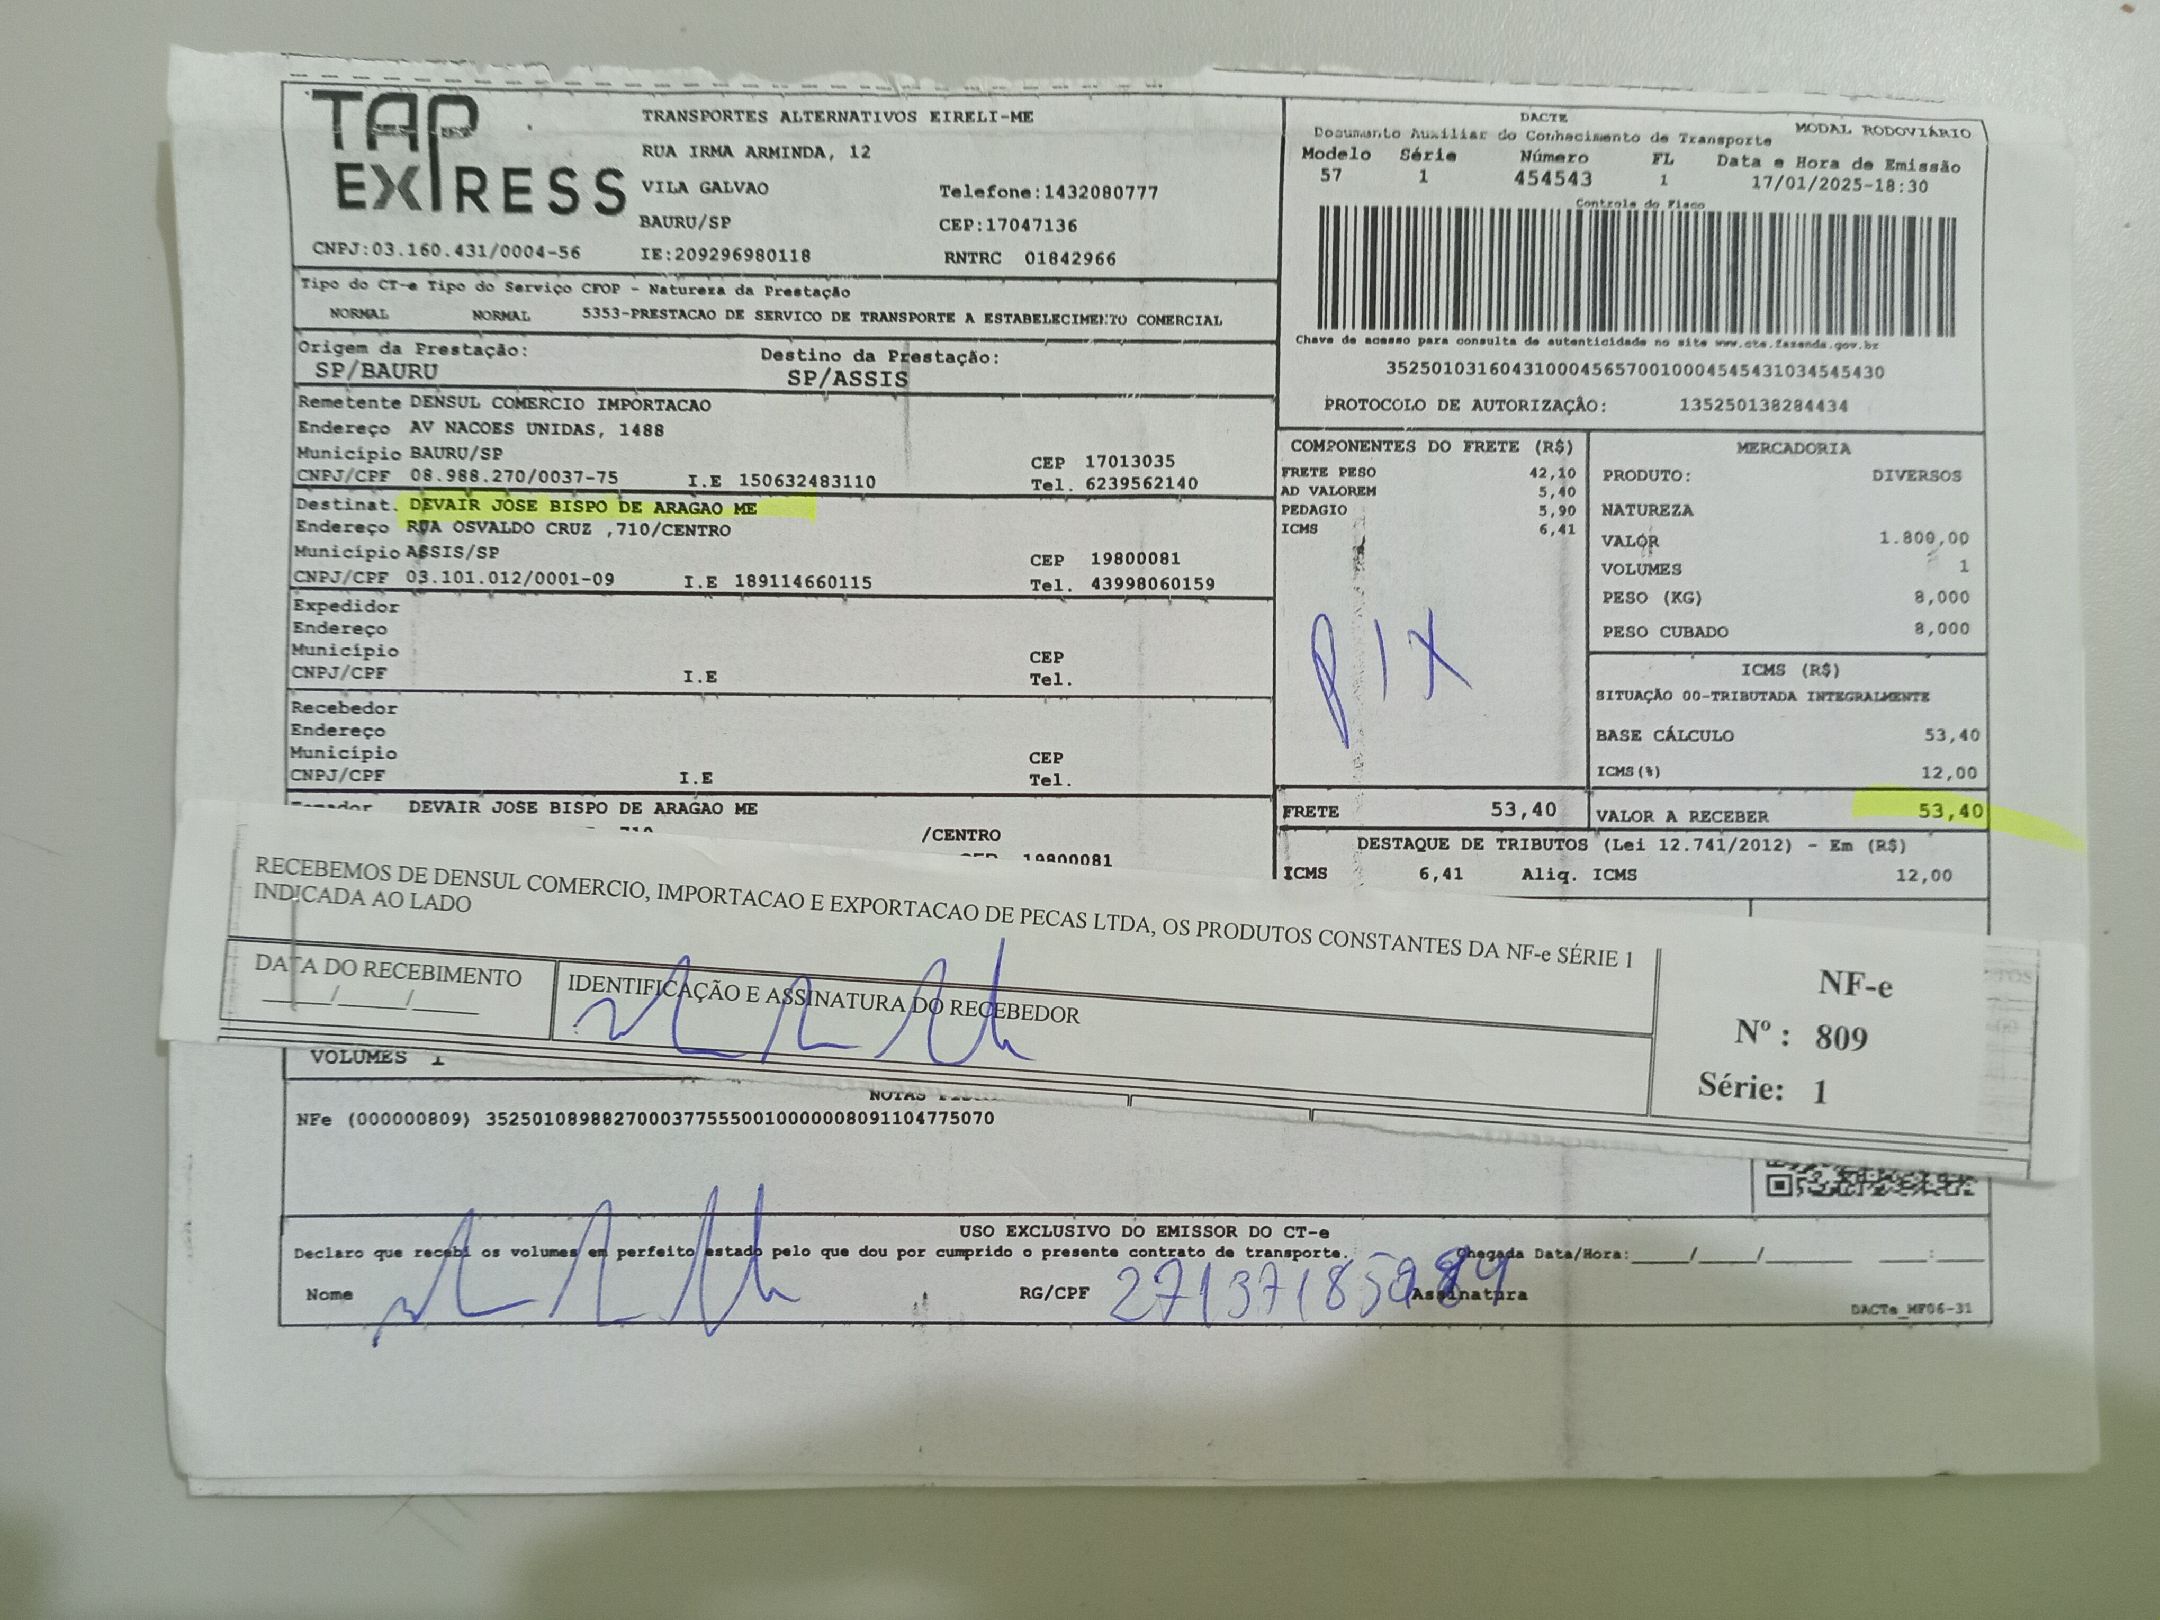 TAP EXPRESS
TRANSPORTES ALTERNATIVOS EIRELI-ME
RUA IRMA ARMINDA, 12
VILA GALVAO Telefone:1432080777
BAURU/SP CEP:17047136
CNPJ:03.160.431/0004-56 IE:209296980118 RNTRC 01842966
DACTE
Documento Auxiliar do Conhecimento de Transporte MODAL RODOVIÁRIO
Modelo Série Número FL Data e Hora de Emissão
57 1 454543 1 17/01/2025-18:30
Controle do Fisco
Chave de acesso para consulta de autenticidade no site www.cte.fazenda.gov.br
35250103160431000456570010004545431034545430
PROTOCOLO DE AUTORIZAÇÃO: 135250138284434
Tipo do CT-e Tipo do Serviço CFOP - Natureza da Prestação
NORMAL NORMAL 5353-PRESTACAO DE SERVICO DE TRANSPORTE A ESTABELECIMENTO COMERCIAL
Origem da Prestação: Destino da Prestação:
SP/BAURU SP/ASSIS
Remetente DENSUL COMERCIO IMPORTACAO
Endereço AV NACOES UNIDAS, 1488
Município BAURU/SP CEP 17013035
CNPJ/CPF 08.988.270/0037-75 I.E 150632483110 Tel. 6239562140
Destinat. DEVAIR JOSE BISPO DE ARAGAO ME
Endereço RUA OSVALDO CRUZ ,710/CENTRO
Município ASSIS/SP CEP 19800081
CNPJ/CPF 03.101.012/0001-09 I.E 189114660115 Tel. 43998060159
Expedidor
Endereço
Município CEP
CNPJ/CPF I.E Tel.
Recebedor
Endereço
Município CEP
CNPJ/CPF I.E Tel.
DEVAIR JOSE BISPO DE ARAGAO ME
/CENTRO
19800081
COMPONENTES DO FRETE (R$)
FRETE PESO 42,10
AD VALOREM 5,40
PEDAGIO 5,90
ICMS 6,41
PIX
FRETE 53,40
MERCADORIA
PRODUTO: DIVERSOS
NATUREZA
VALOR 1.800,00
VOLUMES 1
PESO (KG) 8,000
PESO CUBADO 8,000
ICMS (R$)
SITUAÇÃO 00-TRIBUTADA INTEGRALMENTE
BASE CÁLCULO 53,40
ICMS(%) 12,00
VALOR A RECEBER 53,40
DESTAQUE DE TRIBUTOS (Lei 12.741/2012) - Em (R$)
ICMS 6,41 Aliq. ICMS 12,00
RECEBEMOS DE DENSUL COMERCIO, IMPORTACAO E EXPORTACAO DE PECAS LTDA, OS PRODUTOS CONSTANTES DA NF-e SÉRIE 1
INDICADA AO LADO
DATA DO RECEBIMENTO
___/___/___
IDENTIFICAÇÃO E ASSINATURA DO RECEBEDOR
NF-e
Nº : 809
Série: 1
VOLUMES 1
NFe (000000809) 35250108988270003775550010000008091104775070
USO EXCLUSIVO DO EMISSOR DO CT-e
Declaro que recebi os volumes em perfeito estado pelo que dou por cumprido o presente contrato de transporte. Chegada Data/Hora:____/____/____ ___:___
Nome RG/CPF Assinatura
DACTe_MF06-31